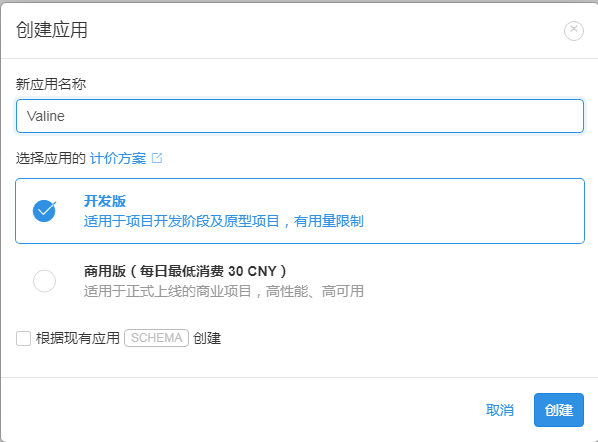 创建应用
新应用名称
Valine
选择应用的 计价方案
开发版
适用于项目开发阶段及原型项目，有用量限制
商用版（每日最低消费 30 CNY）
适用于正式上线的商业项目，高性能、高可用
根据现有应用 SCHEMA 创建
取消 创建